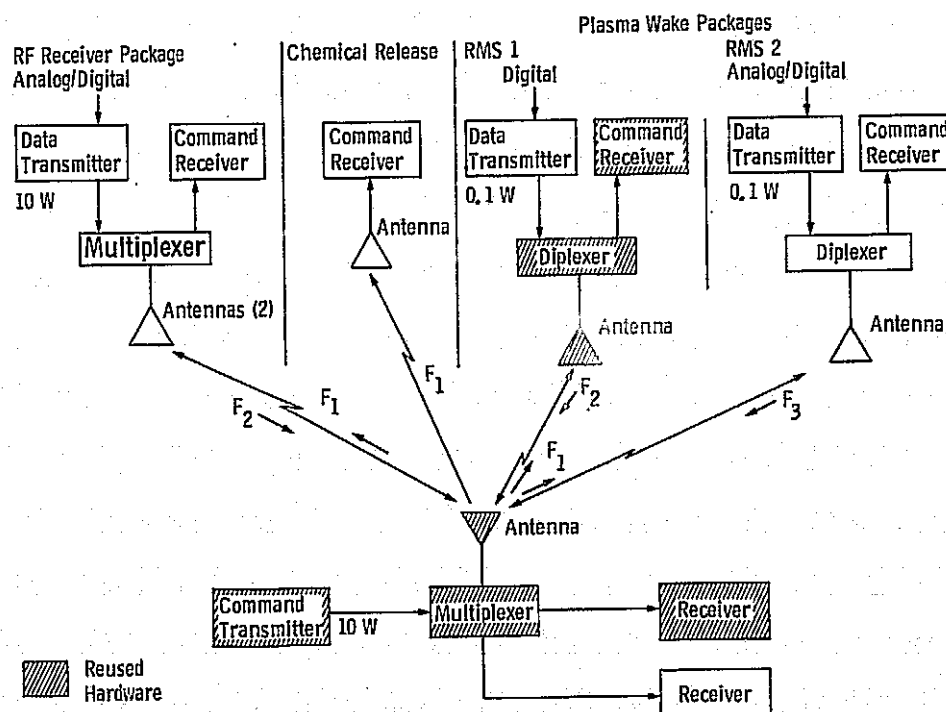 Plasma Wake Packages
RF Receiver Package
Analog/Digital
Data
Transmitter
10 W
Command
Receiver
Multiplexer
Antennas (2)
Chemical Release
Command
Receiver
Antenna
RMS 1
Digital
Data
Transmitter
0.1 W
Command
Receiver
Diplexer
Antenna
RMS 2
Analog/Digital
Data
Transmitter
0.1 W
Command
Receiver
Diplexer
Antenna
F2
F1
F1
F2
F1
F3
Antenna
Command
Transmitter
10 W
Multiplexer
Receiver
Receiver
Reused
Hardware